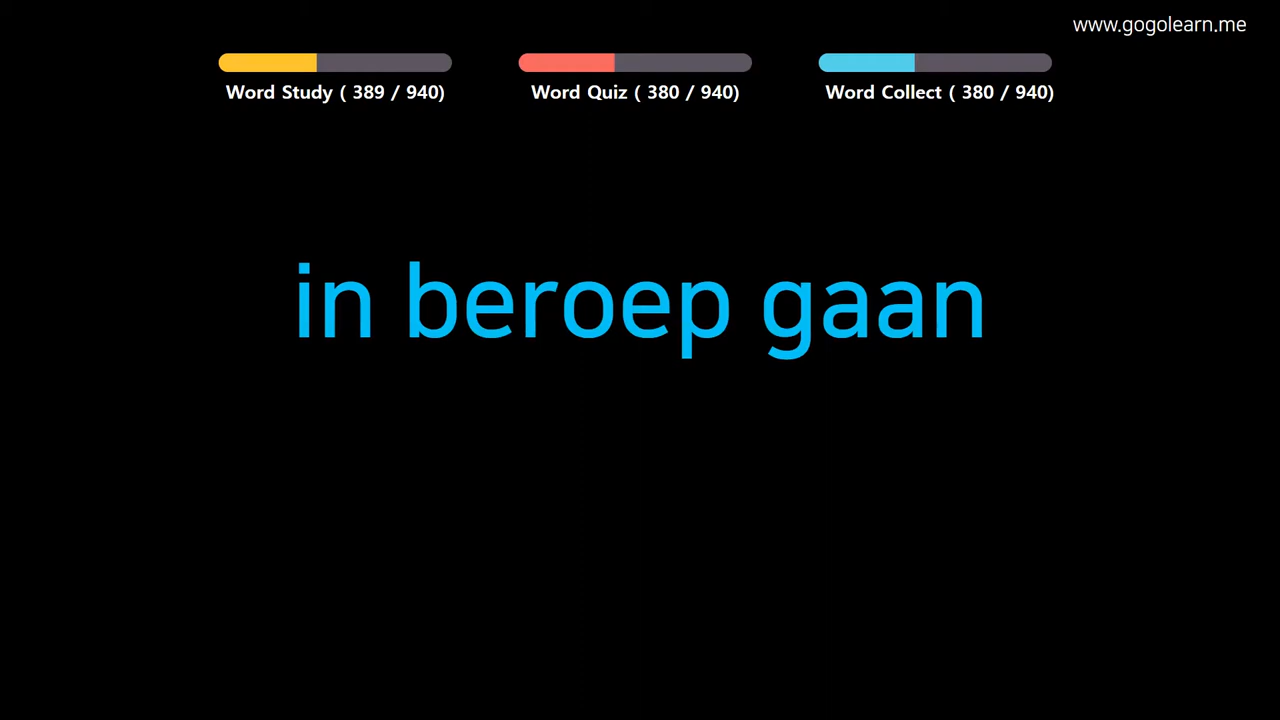 www.gogolearn.me
Word Study ( 389 / 940)
Word Quiz ( 380 / 940)
Word Collect ( 380 / 940)
in beroep gaan